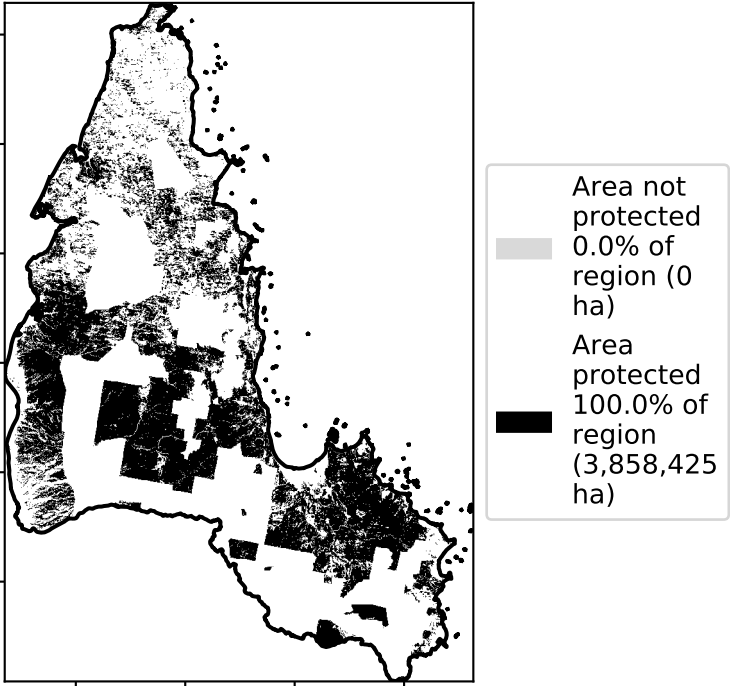 Area not
protected
0.0% of
region (0
ha)
Area
protected
100.0% of
region
(3,858,425
ha)